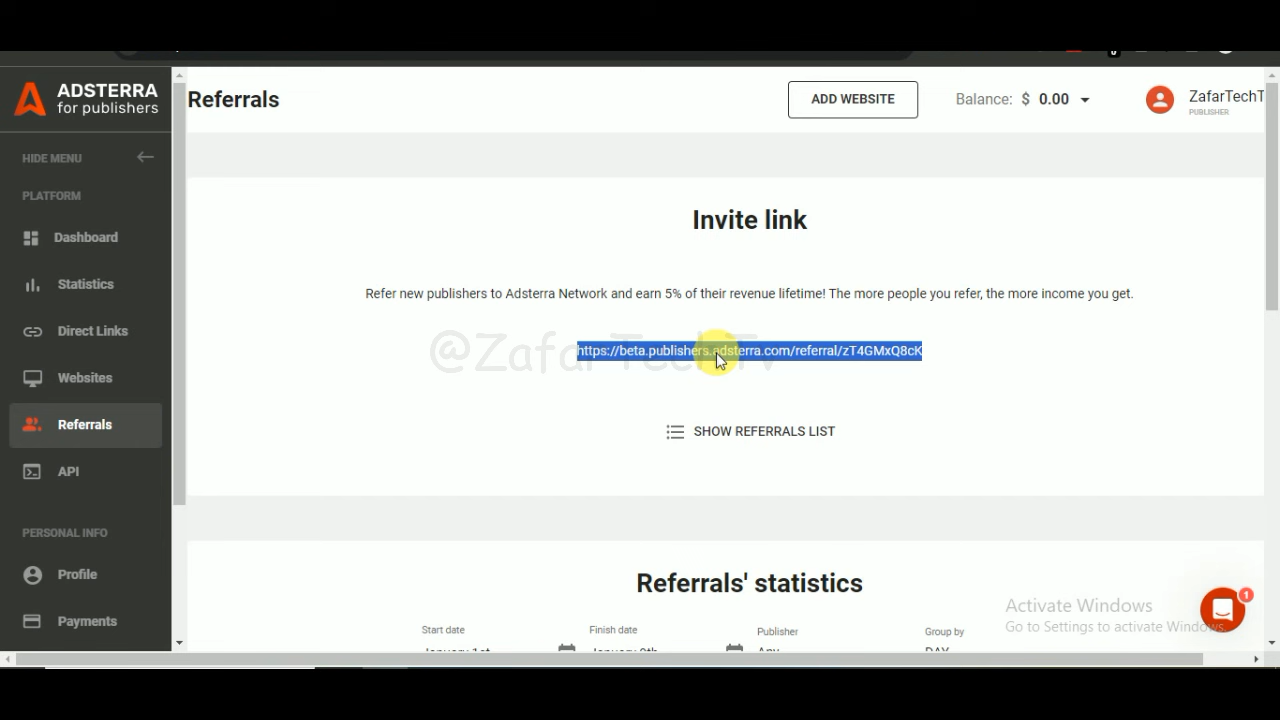 ADSTERRA
for publishers
Referrals
ADD WEBSITE
Balance: $ 0.00
ZafarTechT
PUBLISHER
HIDE MENU
PLATFORM
Dashboard
Statistics
Direct Links
Websites
Referrals
API
PERSONAL INFO
Profile
Payments
Invite link
Refer new publishers to Adsterra Network and earn 5% of their revenue lifetime! The more people you refer, the more income you get.
@ZafarTechTv
https://beta.publishers.adsterra.com/referral/zT4GMxQ8cK
SHOW REFERRALS LIST
Referrals' statistics
Start date
Finish date
Publisher
Group by
Activate Windows
Go to Settings to activate Windows.
1